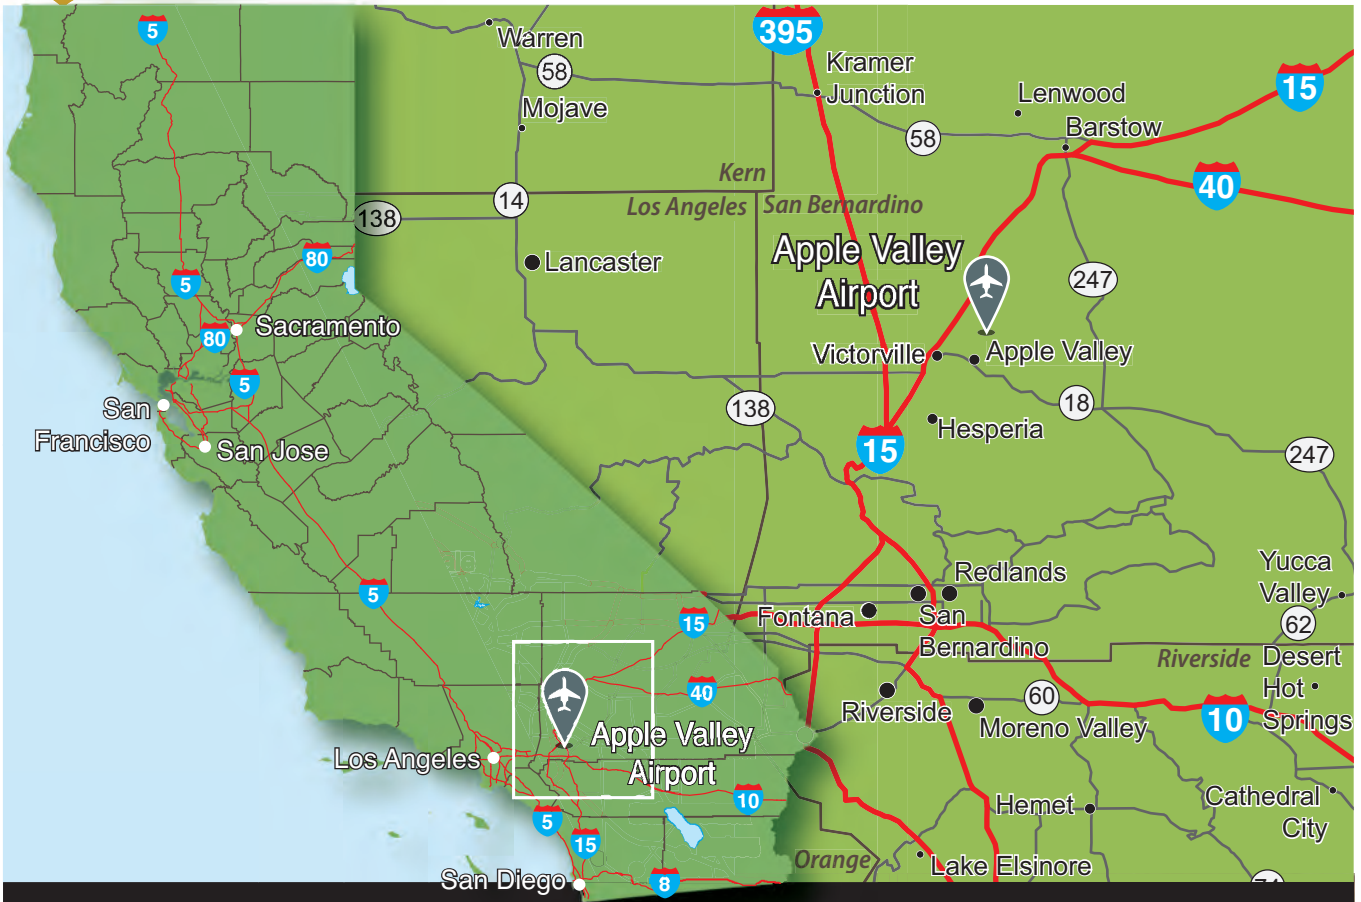 5
395
Warren
Kramer
Junction
58
15
Lenwood
Mojave
Barstow
58
Kern
40
14
138
Los Angeles
San Bernardino
Apple Valley
Airport
80
Lancaster
247
5
80
Sacramento
Victorville
Apple Valley
5
138
18
San
Francisco
San Jose
Hesperia
15
247
Redlands
Yucca
Valley
5
Fontana
San
Bernardino
15
62
Riverside
Desert
Hot
Springs
40
60
Riverside
Moreno Valley
10
Apple Valley
Airport
Los Angeles
10
Hemet
Cathedral
City
5
15
Orange
Lake Elsinore
San Diego
8